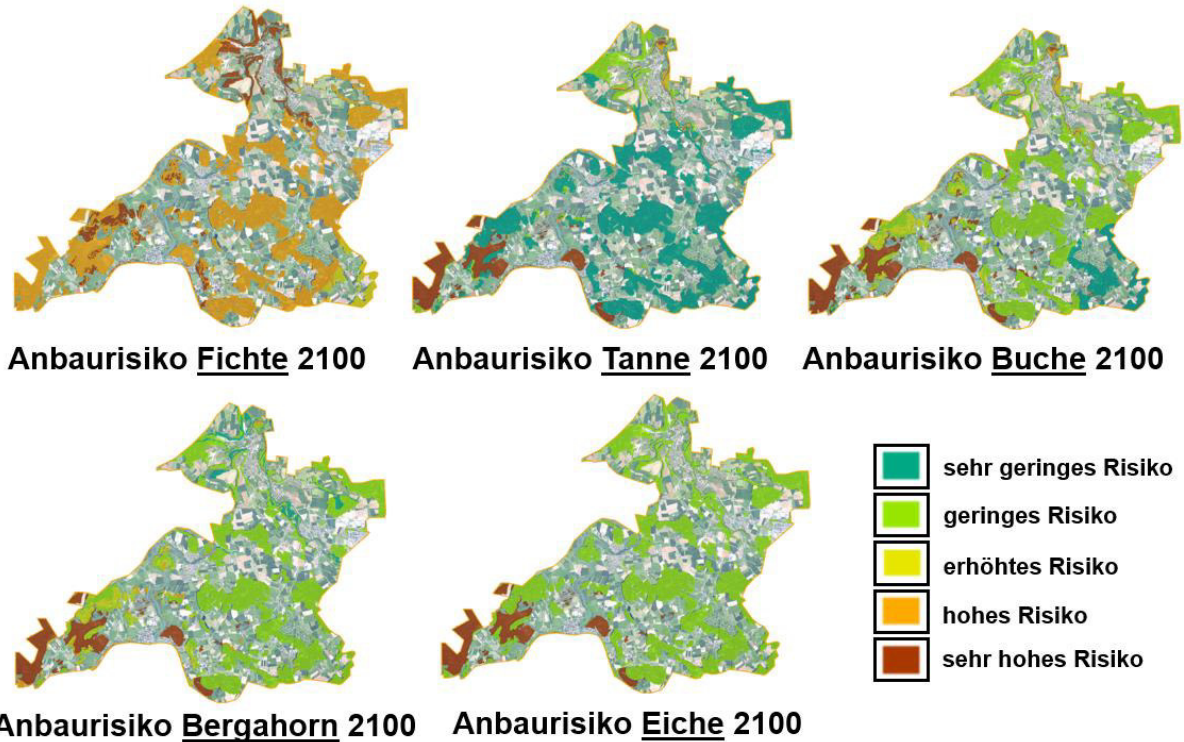 Anbaurisiko Fichte 2100
Anbaurisiko Tanne 2100
Anbaurisiko Buche 2100
Anbaurisiko Bergahorn 2100
Anbaurisiko Eiche 2100
sehr geringes Risiko
geringes Risiko
erhöhtes Risiko
hohes Risiko
sehr hohes Risiko